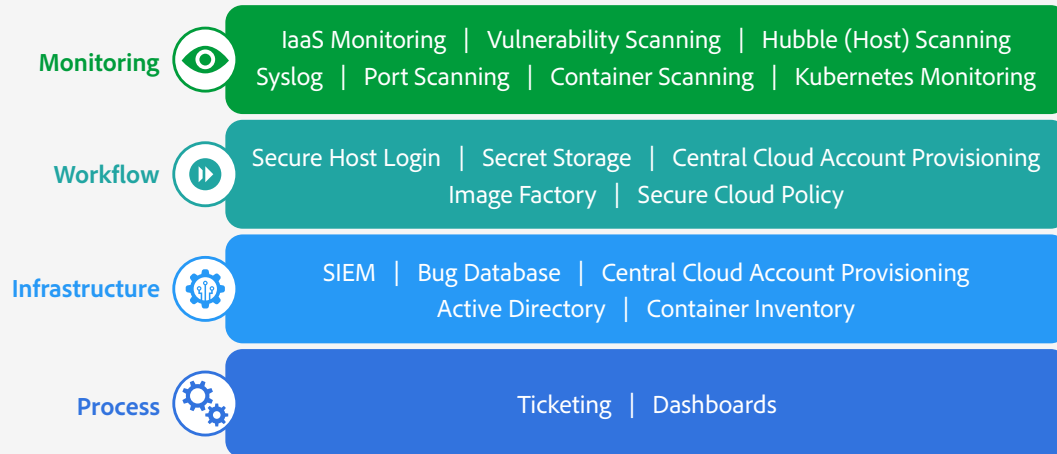 Monitoring
IaaS Monitoring | Vulnerability Scanning | Hubble (Host) Scanning
Syslog | Port Scanning | Container Scanning | Kubernetes Monitoring
Workflow
Secure Host Login | Secret Storage | Central Cloud Account Provisioning
Image Factory | Secure Cloud Policy
Infrastructure
SIEM | Bug Database | Central Cloud Account Provisioning
Active Directory | Container Inventory
Process
Ticketing | Dashboards